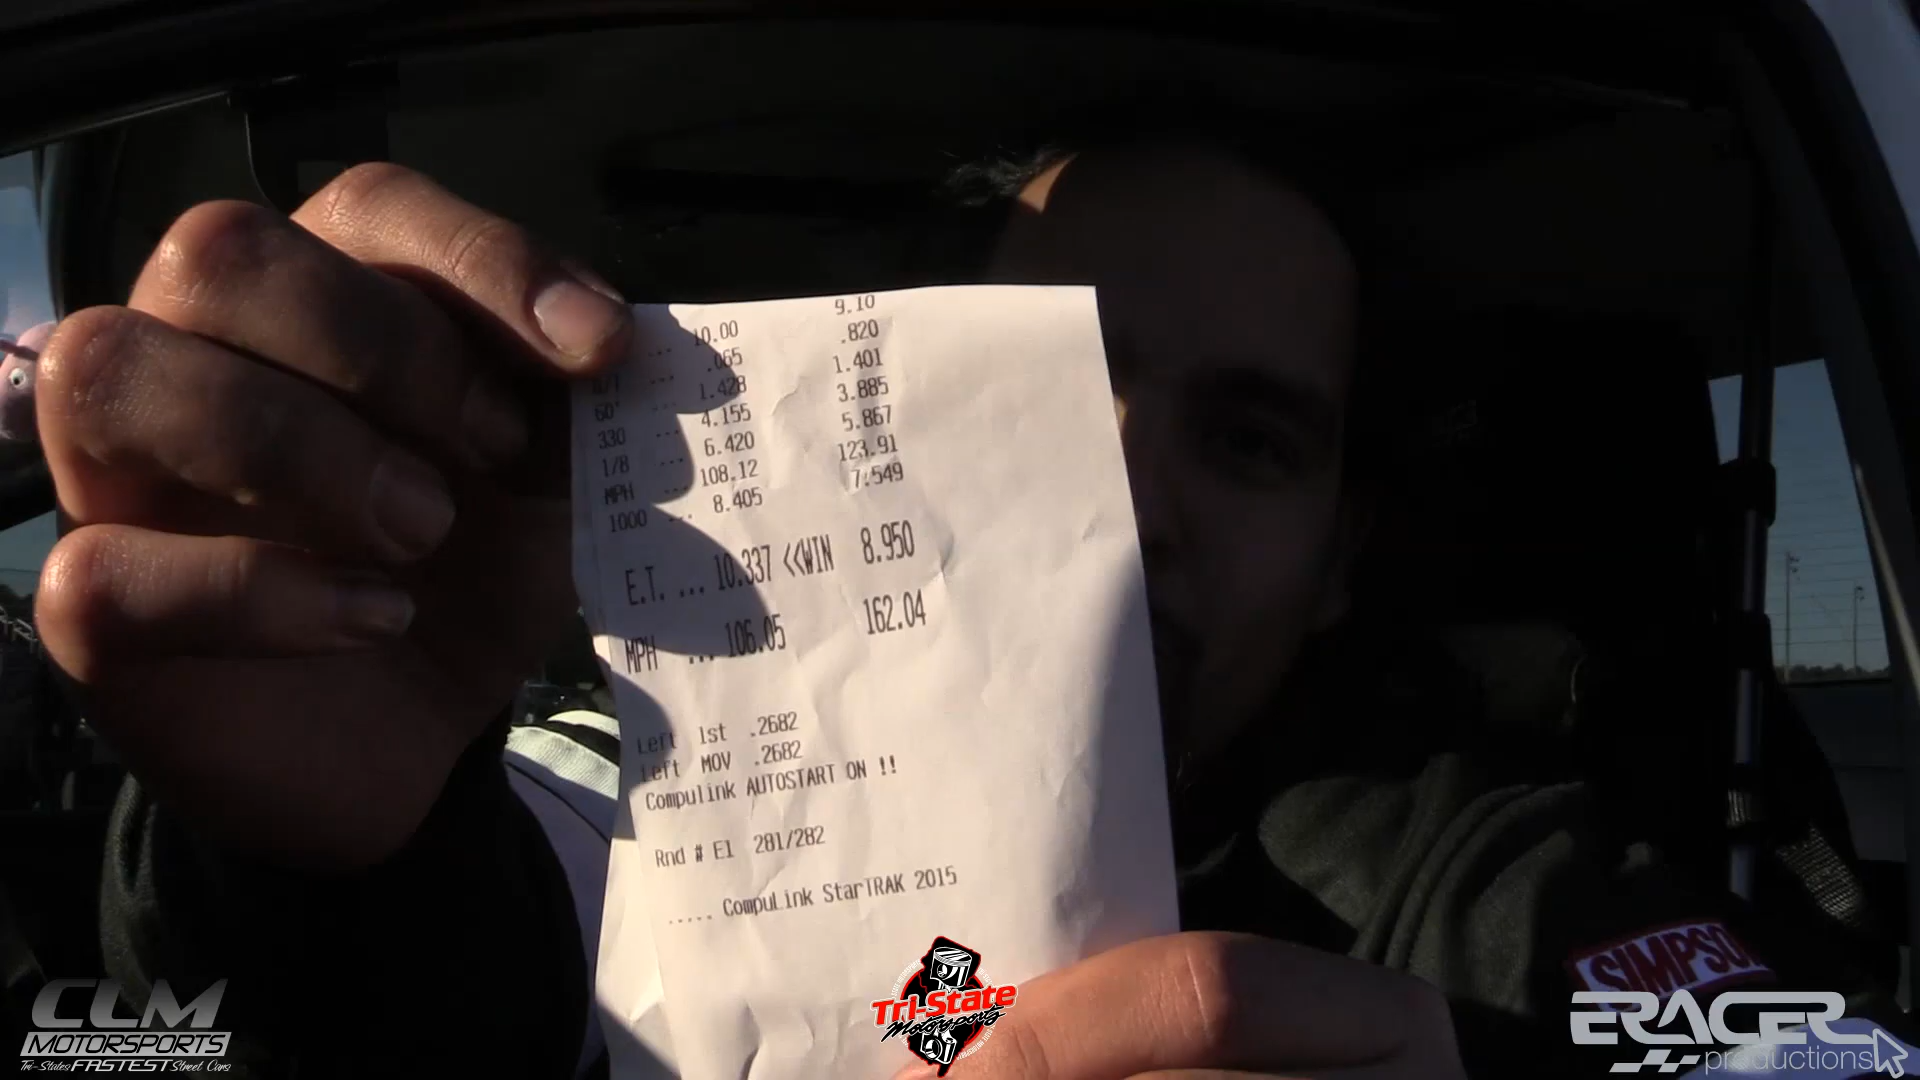 9.10
... 10.00 .820
R/T ... .065 1.401
60' ... 1.428 3.885
330 ... 4.155 5.867
1/8 ... 6.420 123.91
MPH ... 108.12 7.549
1000 ... 8.405
E.T. ... 10.337 <<WIN 8.950
MPH ... 106.05 162.04
Left 1st .2682
Left MOV .2682
Compulink AUTOSTART ON !!
Rnd # E1 281/282
..... CompuLink StarTRAK 2015
SIMPSO
CLM
MOTORSPORTS
Tri-States FASTEST Street Cars
Tri-State
Motorsports
ERACER
productions